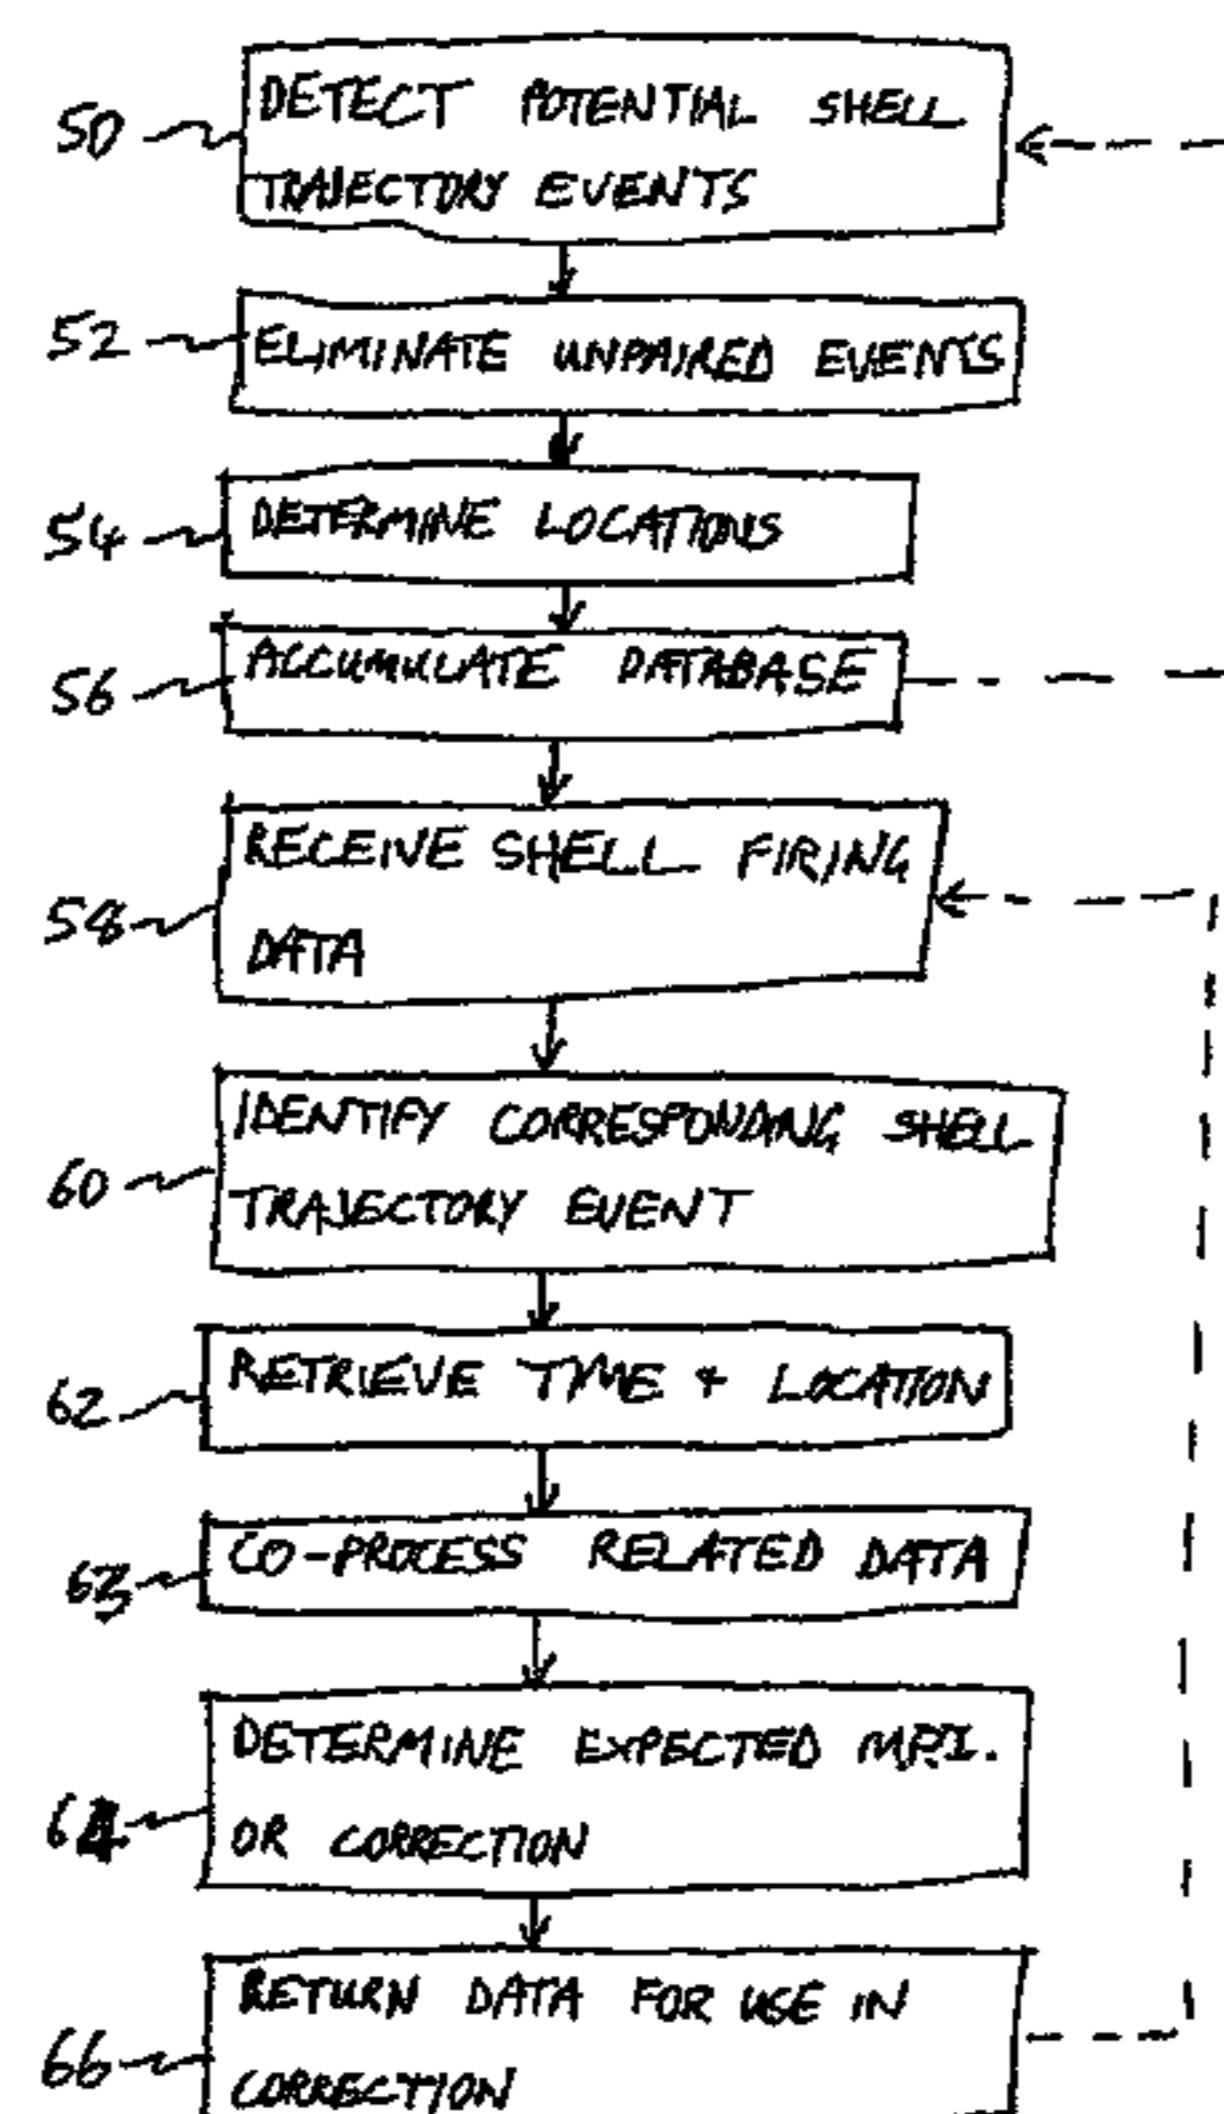 50
DETECT POTENTIAL SHELL
TRAJECTORY EVENTS
52
ELIMINATE UNPAIRED EVENTS
54
DETERMINE LOCATIONS
56
ACCUMULATE DATABASE
58
RECEIVE SHELL FIRING
DATA
60
IDENTIFY CORRESPONDING SHELL
TRAJECTORY EVENT
62
RETRIEVE TIME & LOCATION
63
CO-PROCESS RELATED DATA
64
DETERMINE EXPECTED M.P.I.
OR CORRECTION
66
RETURN DATA FOR USE IN
CORRECTION